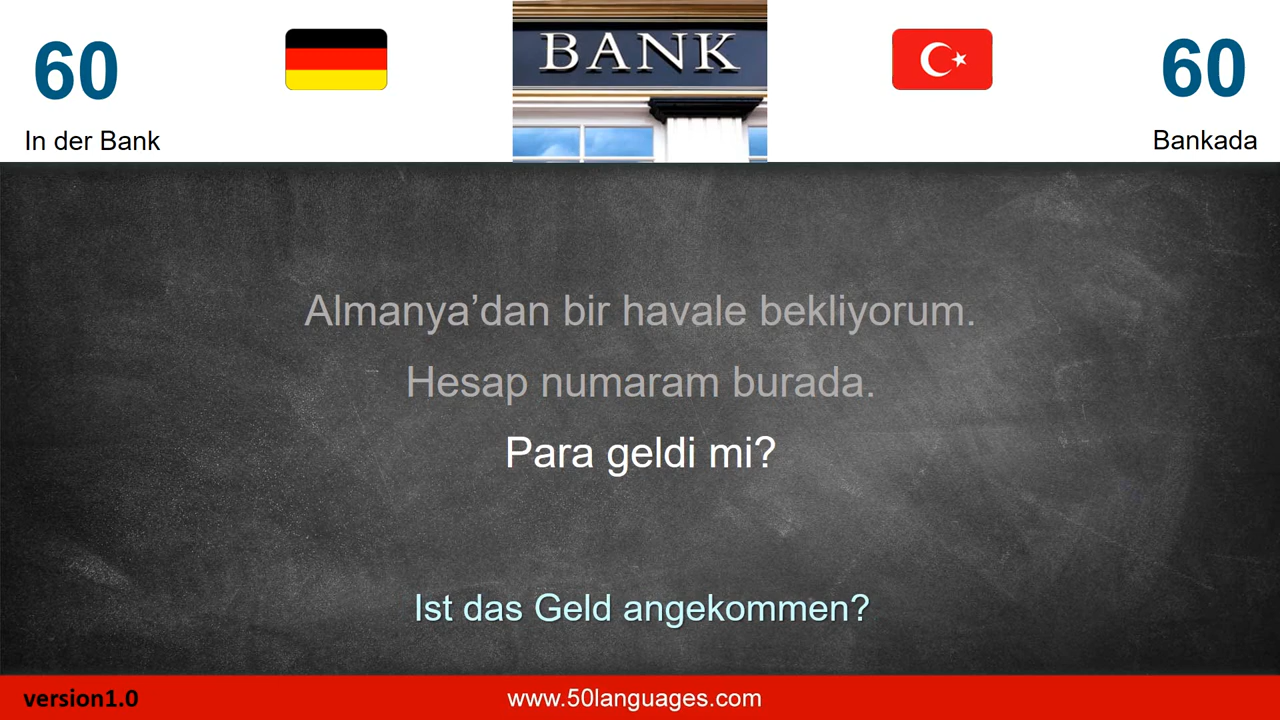 60
In der Bank
BANK
60
Bankada
Almanya’dan bir havale bekliyorum.
Hesap numaram burada.
Para geldi mi?
Ist das Geld angekommen?
version1.0
www.50languages.com